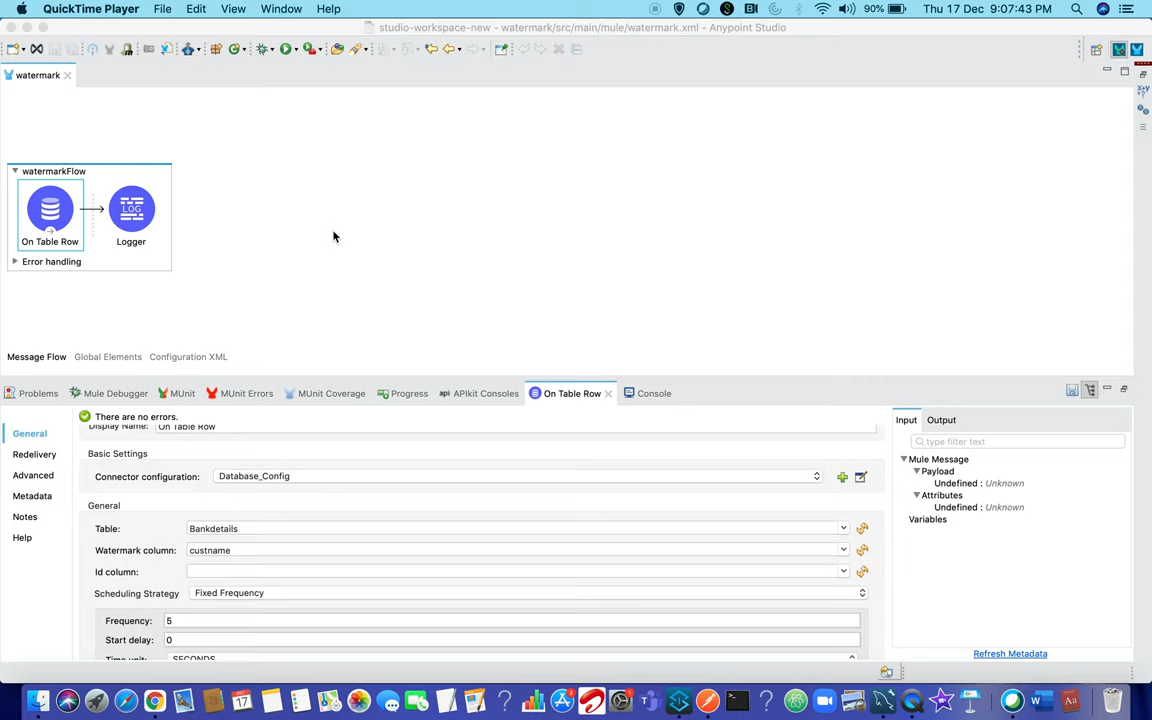 QuickTime Player File Edit View Window Help 90% Thu 17 Dec 9:07:43 PM
studio-workspace-new - watermark/src/main/mule/watermark.xml - Anypoint Studio
watermark
watermarkFlow
LOG
On Table Row Logger
Error handling
Message Flow Global Elements Configuration XML
Problems Mule Debugger MUnit MUnit Errors MUnit Coverage Progress api APIkit Consoles On Table Row Console
There are no errors.
Display Name: On Table Row
General
Redelivery
Advanced
Metadata
Notes
Help
Basic Settings
Connector configuration: Database_Config
General
Table: Bankdetails
Watermark column: custname
Id column:
Scheduling Strategy Fixed Frequency
Frequency: 5
Start delay: 0
Time unit: SECONDS
Input Output
type filter text
Mule Message
Payload
Undefined : Unknown
Attributes
Undefined : Unknown
Variables
Refresh Metadata